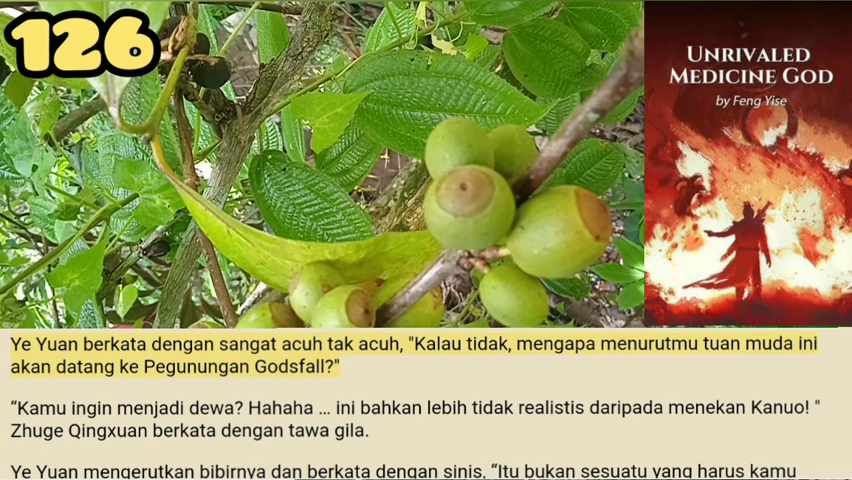 126
UNRIVALED
MEDICINE GOD
by Feng Yise
Ye Yuan berkata dengan sangat acuh tak acuh, "Kalau tidak, mengapa menurutmu tuan muda ini
akan datang ke Pegunungan Godsfall?"
“Kamu ingin menjadi dewa? Hahaha ... ini bahkan lebih tidak realistis daripada menekan Kanuo! "
Zhuge Qingxuan berkata dengan tawa gila.
Ye Yuan mengerutkan bibirnya dan berkata dengan sinis, “Itu bukan sesuatu yang harus kamu